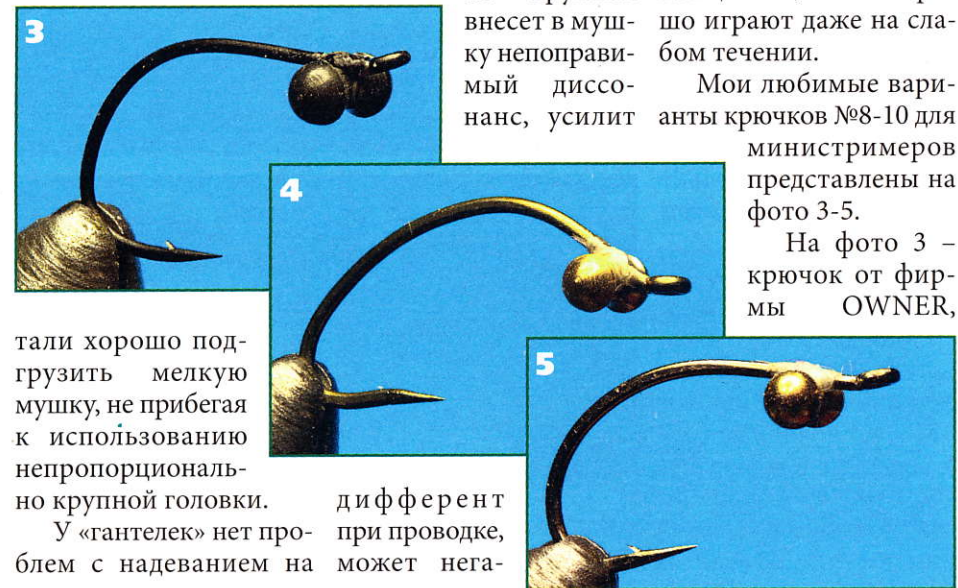 3
4
5
тали хорошо под-
грузить мелкую
мушку, не прибегая
к использованию
непропорциональ-
но крупной головки.
У «гантелек» нет про-
блем с надеванием на
внесет в муш-
ку непоправи-
мый диссо-
нанс, усилит
дифферент
при проводке,
может нега-
шо играют даже на сла-
бом течении.
Мои любимые вари-
анты крючков №8-10 для
министримеров
представлены на
фото 3-5.
На фото 3 –
крючок от фир-
мы OWNER,